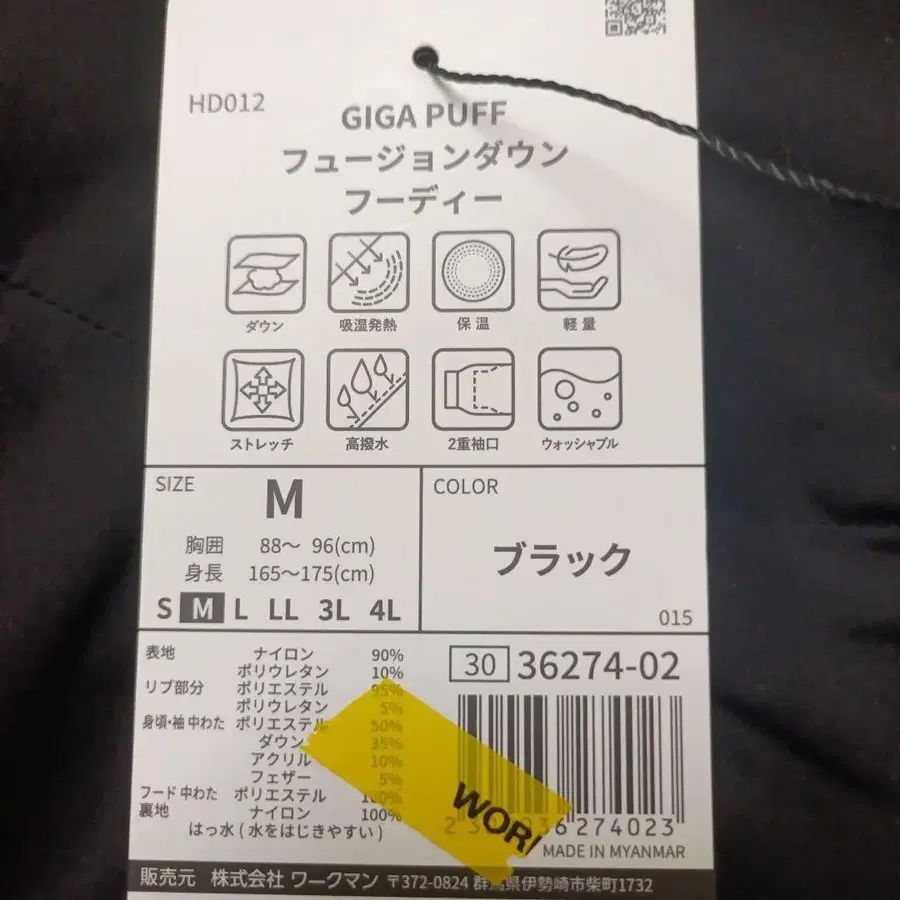 HD012
GIGA PUFF
フュージョンダウン
フーディー
ダウン 吸湿発熱 保温 軽量
ストレッチ 高撥水 2重袖口 ウォッシャブル
SIZE
M
胸囲 88〜 96(cm)
身長 165〜175(cm)
S M L LL 3L 4L
COLOR
ブラック
015
表地 ナイロン 90%
ポリウレタン 10%
リブ部分 ポリエステル 95%
ポリウレタン 5%
身頃・袖 中わた ポリエステル 50%
ダウン 35%
アクリル 10%
フェザー 5%
フード 中わた ポリエステル 100%
裏地 ナイロン 100%
はっ水 ( 水をはじきやすい )
30 36274-02
WOR
36274023
MADE IN MYANMAR
販売元 株式会社 ワークマン 〒372-0824 群馬県伊勢崎市柴町1732